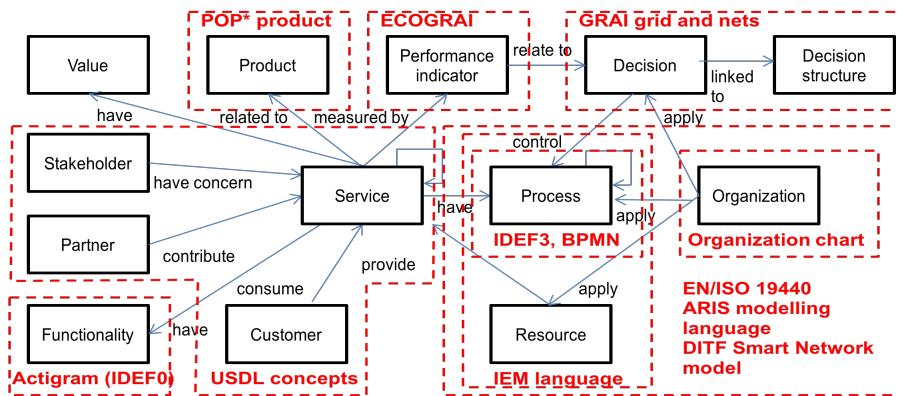 POP* product
ECOGRAI
GRAI grid and nets
Value
Product
Performance
indicator
relate to
Decision
linked
to
Decision
structure
have
related to
measured by
apply
control
Stakeholder
have concern
Service
have
Process
apply
Organization
Partner
contribute
IDEF3, BPMN
Organization chart
provide
consume
apply
EN/ISO 19440
ARIS modelling
language
DITF Smart Network
model
Functionality
have
Customer
Resource
Actigram (IDEF0)
USDL concepts
IEM language